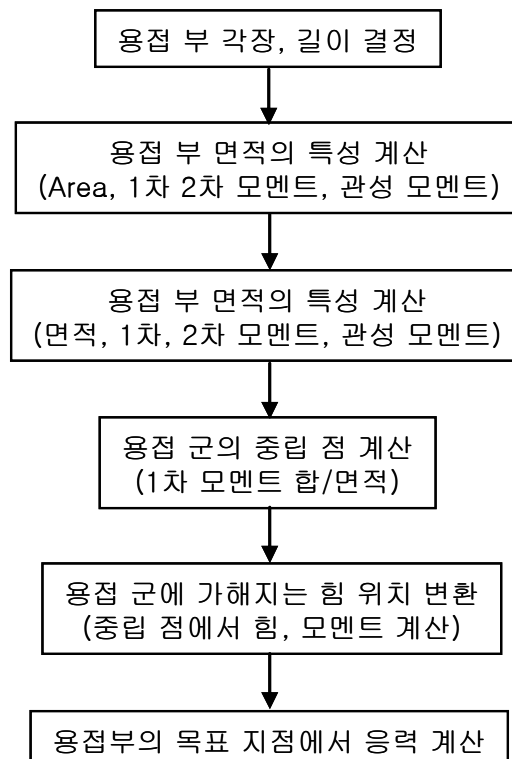 용접 부 각장, 길이 결정
용접 부 면적의 특성 계산
(Area, 1차 2차 모멘트, 관성 모멘트)
용접 부 면적의 특성 계산
(면적, 1차, 2차 모멘트, 관성 모멘트)
용접 군의 중립 점 계산
(1차 모멘트 합/면적)
용접 군에 가해지는 힘 위치 변환
(중립 점에서 힘, 모멘트 계산)
용접부의 목표 지점에서 응력 계산